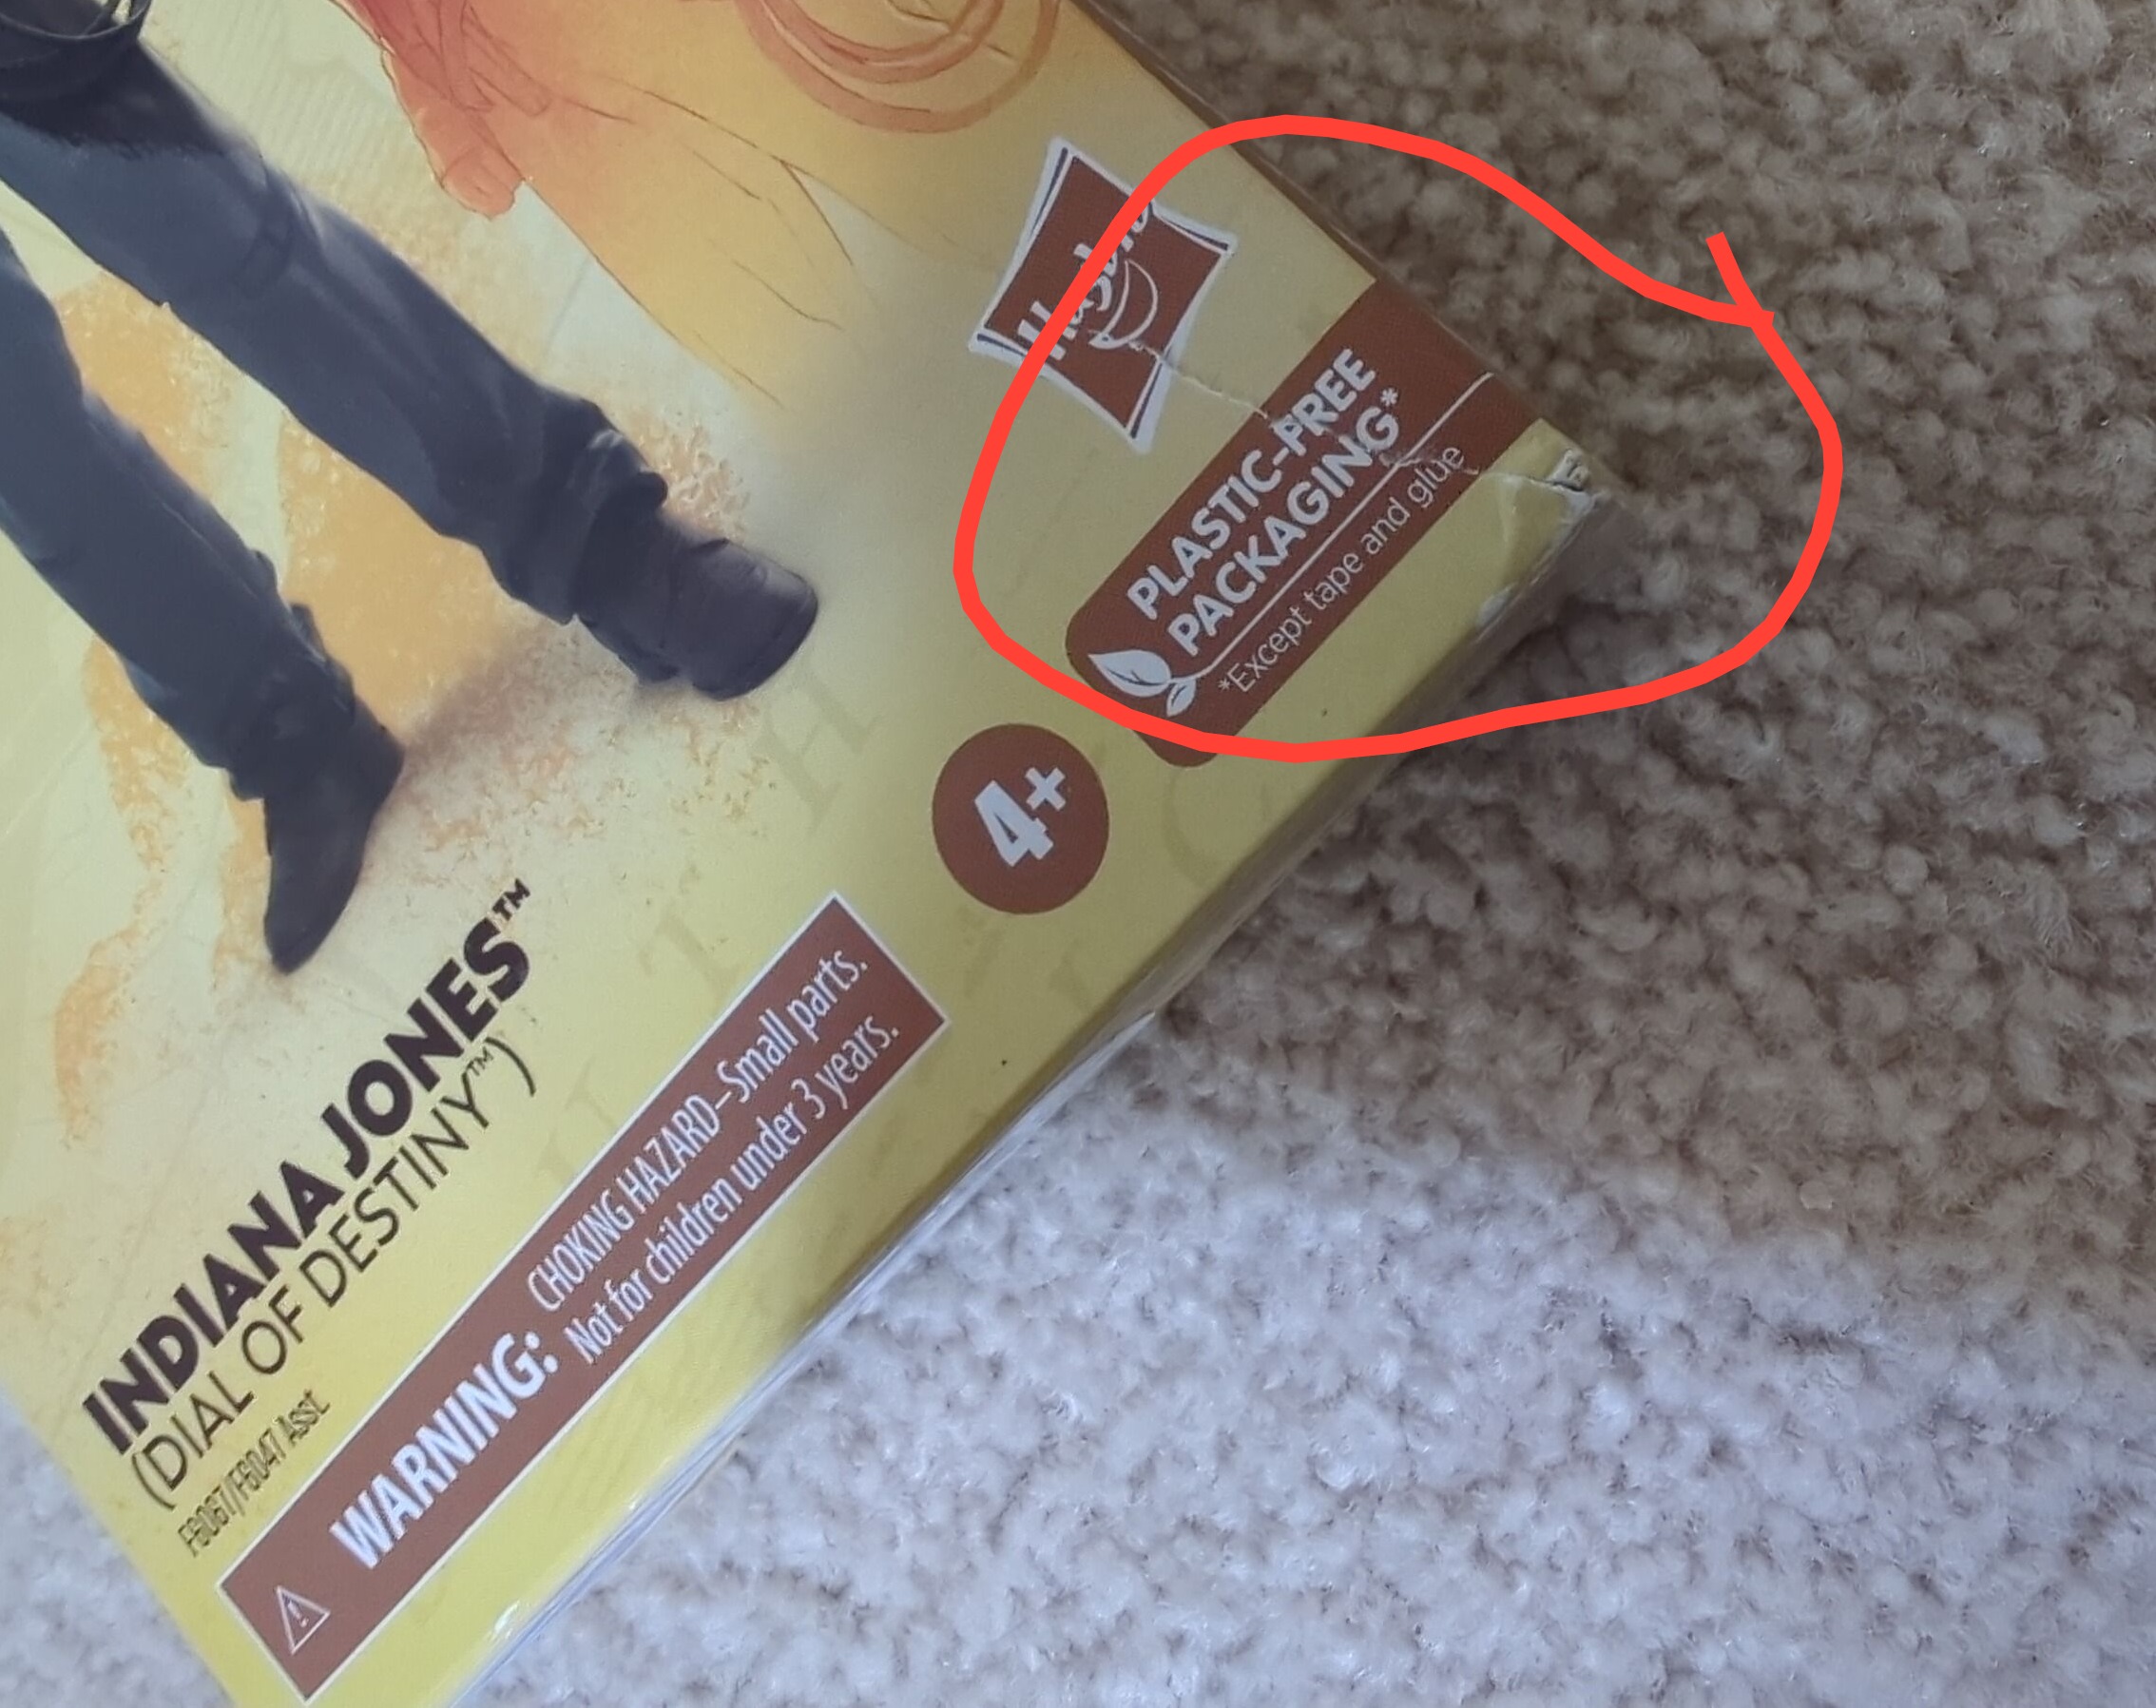 Hasbro
PLASTIC-FREE
PACKAGING*
*Except tape and glue
4+
INDIANA JONES™
(DIAL OF DESTINY™)
F6067/F6047 Asst.
WARNING:
CHOKING HAZARD–Small parts.
Not for children under 3 years.